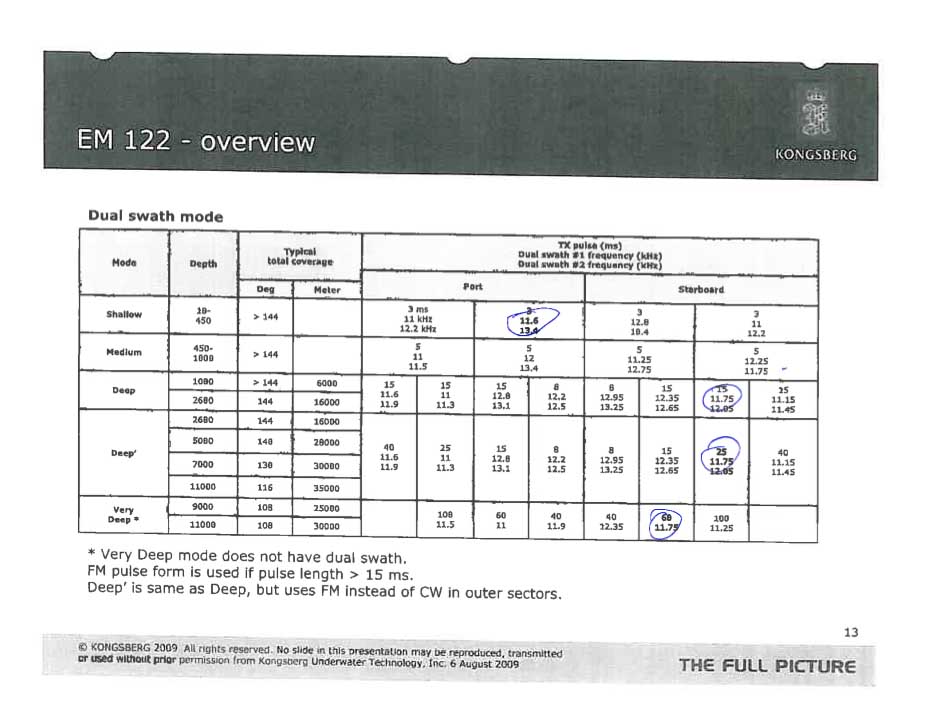 EM 122 - overview
KONGSBERG
Dual swath mode
Mode
Depth
Typical
total coverage
TX pulse (ms)
Dual swath #1 frequency (kHz)
Dual swath #2 frequency (kHz)
Deg Meter
Port Starboard
Shallow
10-
450
> 144
3 ms
11 kHz
12.2 kHz
3
11.6
13.4
3
12.8
10.4
3
11
12.2
Medium
450-
1000
> 144
5
11
11.5
5
12
13.4
5
11.25
12.75
5
12.25
11.75
Deep
1000 > 144 6000
2600 144 16000
15
11.6
11.9
15
11
11.3
15
12.8
13.1
8
12.2
12.5
8
12.95
13.25
15
12.35
12.65
15
11.75
12.05
15
11.15
11.45
Deep'
2600 144 16000
5000 140 28000
7000 130 30000
11000 116 35000
40
11.6
11.9
25
11
11.3
15
12.8
13.1
8
12.2
12.5
8
12.95
13.25
15
12.35
12.65
25
11.75
12.05
40
11.15
11.45
Very
Deep *
9000 108 25000
11000 108 30000
100
11.5
60
11
40
11.9
40
12.35
60
11.75
100
11.25
* Very Deep mode does not have dual swath.
FM pulse form is used if pulse length > 15 ms.
Deep' is same as Deep, but uses FM instead of CW in outer sectors.
13
© KONGSBERG 2009 All rights reserved. No slide in this presentation may be reproduced, transmitted
or used without prior permission from Kongsberg Underwater Technology, Inc. 6 August 2009
THE FULL PICTURE